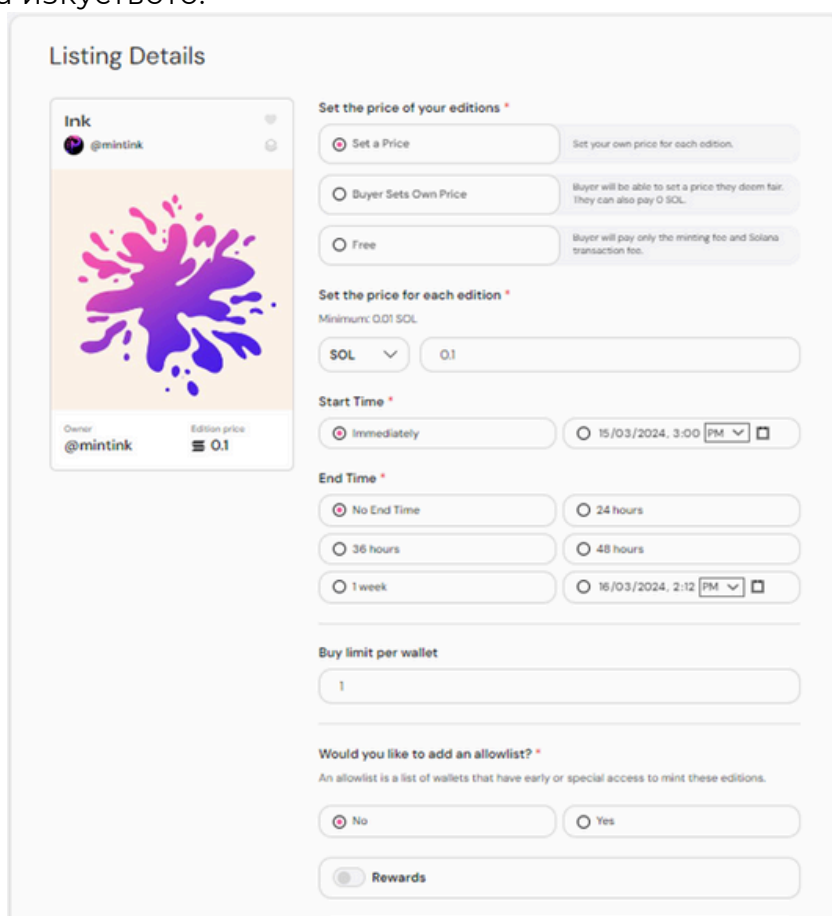 изкуството.
Listing Details
Ink
@mintink
Owner
Edition price
@mintink
0.1
Set the price of your editions *
Set a Price
Set your own price for each edition.
Buyer Sets Own Price
Buyer will be able to set a price they deem fair.
They can also pay 0 SOL.
Free
Buyer will pay only the minting fee and Solana
transaction fee.
Set the price for each edition *
Minimum: 0.01 SOL
SOL
0.1
Start Time *
Immediately
15/03/2024, 3:00 PM
End Time *
No End Time
24 hours
36 hours
48 hours
1 week
16/03/2024, 2:12 PM
Buy limit per wallet
1
Would you like to add an allowlist? *
An allowlist is a list of wallets that have early or special access to mint these editions.
No
Yes
Rewards